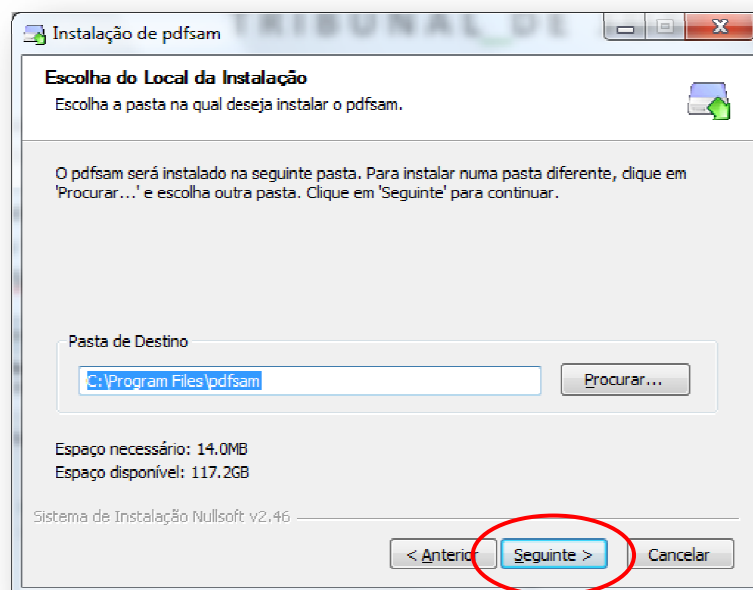 TRIBUNAL_DE
Instalação de pdfsam
Escolha do Local da Instalação
Escolha a pasta na qual deseja instalar o pdfsam.
O pdfsam será instalado na seguinte pasta. Para instalar numa pasta diferente, clique em
'Procurar...' e escolha outra pasta. Clique em 'Seguinte' para continuar.
Pasta de Destino
C:\Program Files\pdfsam
Procurar...
Espaço necessário: 14.0MB
Espaço disponível: 117.2GB
Sistema de Instalação Nullsoft v2.46
< Anterior
Seguinte >
Cancelar